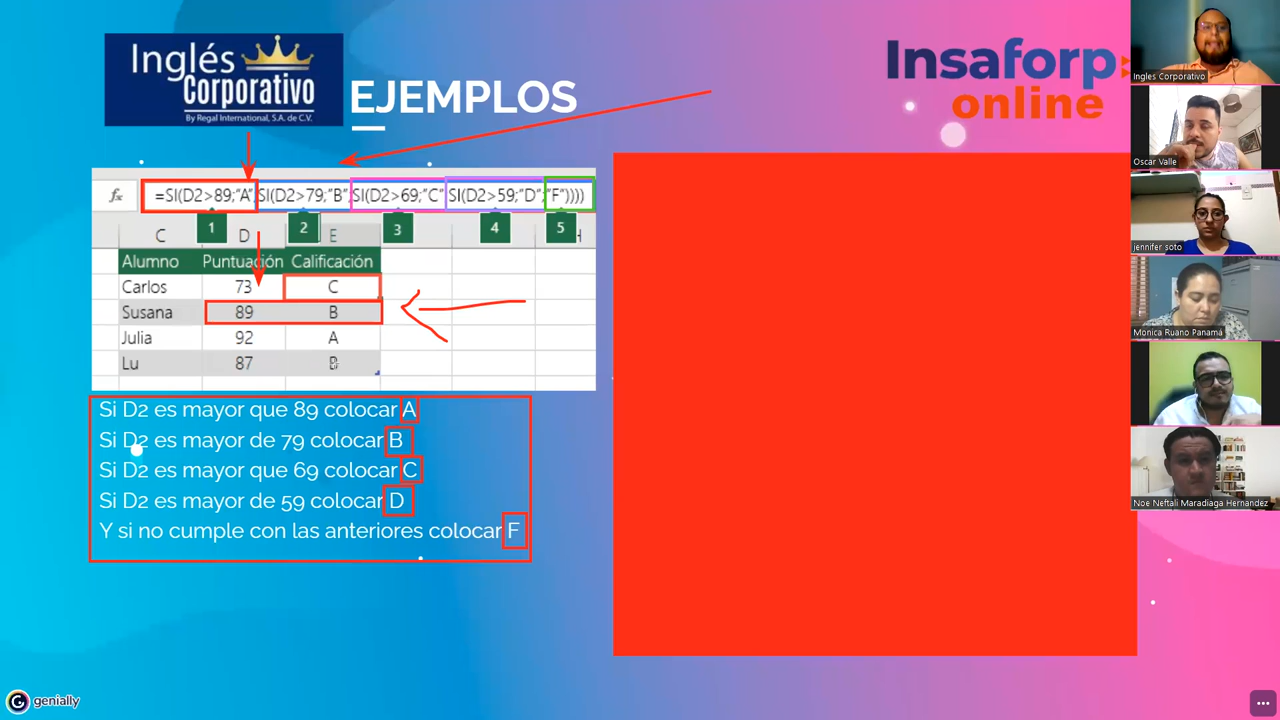 Inglés
Corporativo
By Regal International, S.A. de C.V.
EJEMPLOS
Insaforp
online
fx =SI(D2>89;"A";SI(D2>79;"B";SI(D2>69;"C";SI(D2>59;"D";"F"))))
1 2 3 4 5
C D E H
Alumno Puntuación Calificación
Carlos 73 C
Susana 89 B
Julia 92 A
Lu 87 B
Si D2 es mayor que 89 colocar A
Si D2 es mayor de 79 colocar B
Si D2 es mayor que 69 colocar C
Si D2 es mayor de 59 colocar D
Y si no cumple con las anteriores colocar F
Ingles Corporativo
Oscar Valle
jennifer soto
Monica Ruano Panamá
Noe Neftali Maradiaga Hernandez
genially